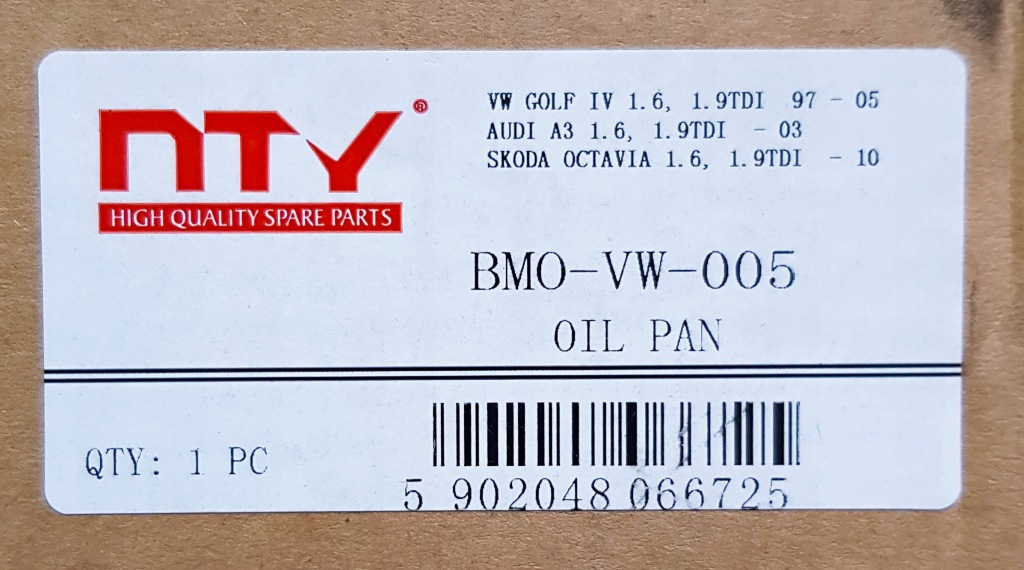 nTY®
HIGH QUALITY SPARE PARTS
VW GOLF IV 1.6, 1.9TDI 97 - 05
AUDI A3 1.6, 1.9TDI - 03
SKODA OCTAVIA 1.6, 1.9TDI - 10
BMO-VW-005
OIL PAN
QTY: 1 PC
5 902048 066725